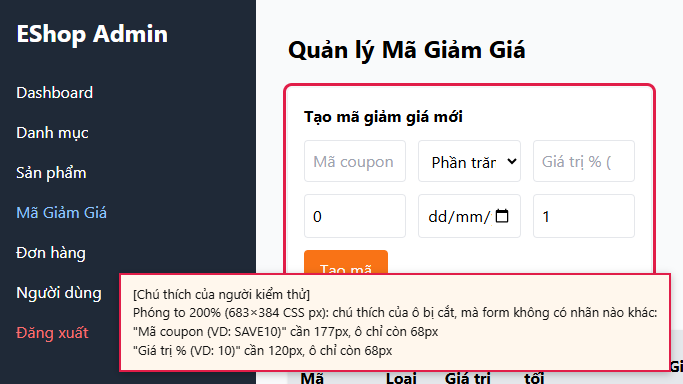 EShop Admin
Dashboard
Danh mục
Sản phẩm
Mã Giảm Giá
Đơn hàng
Người dùng
Đăng xuất
Quản lý Mã Giảm Giá
Tạo mã giảm giá mới
Mã coupon
Phần trăr
Giá trị % (
0
dd/mm/
1
Tạo mã
[Chú thích của người kiểm thử]
Phóng to 200% (683×384 CSS px): chú thích của ô bị cắt, mà form không có nhãn nào khác:
"Mã coupon (VD: SAVE10)" cần 177px, ô chỉ còn 68px
"Giá trị % (VD: 10)" cần 120px, ô chỉ còn 68px
Mã Loại Giá trị tối Gi